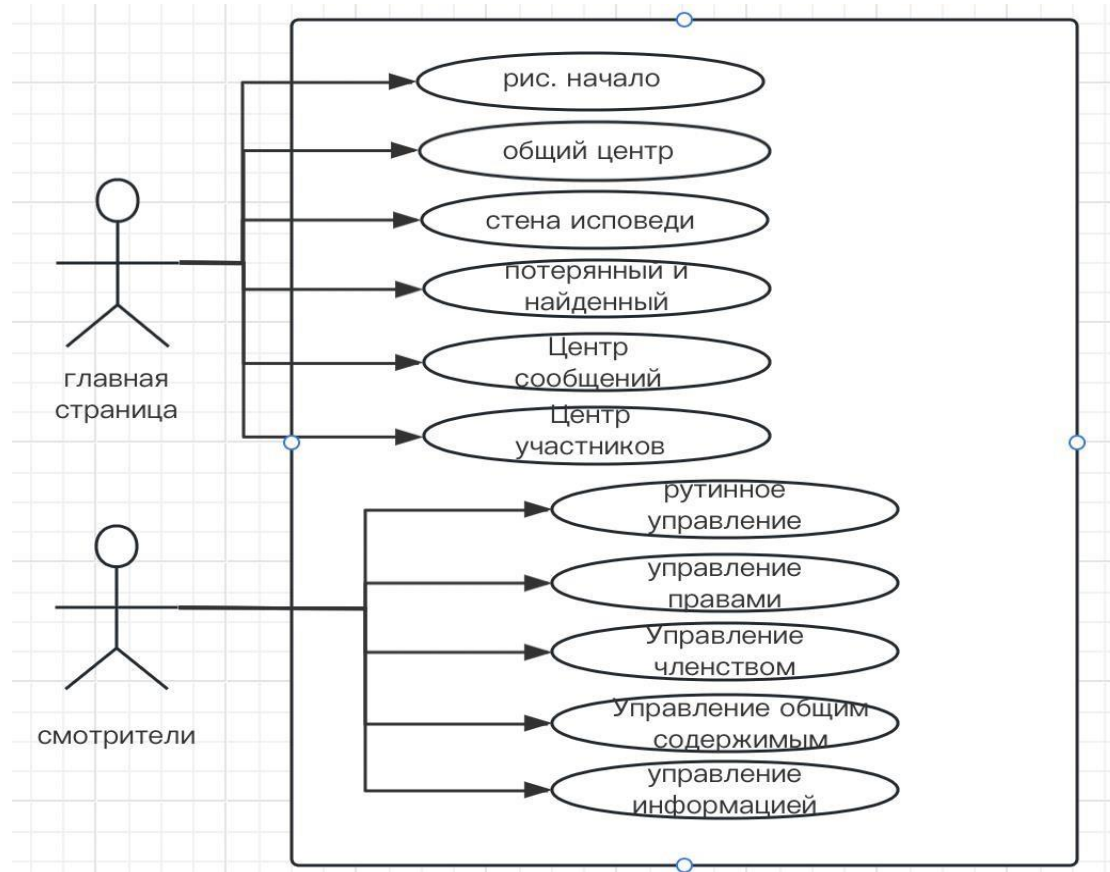 рис. начало
общий центр
стена исповеди
потерянный и
найденный
Центр
сообщений
Центр
участников
главная
страница
рутинное
управление
управление
правами
Управление
членством
Управление общим
содержимым
управление
информацией
смотрители